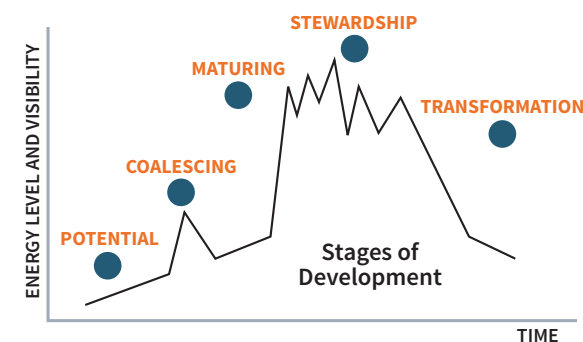 STEWARDSHIP
MATURING
TRANSFORMATION
COALESCING
POTENTIAL
ENERGY LEVEL AND VISIBILITY
Stages of
Development
TIME